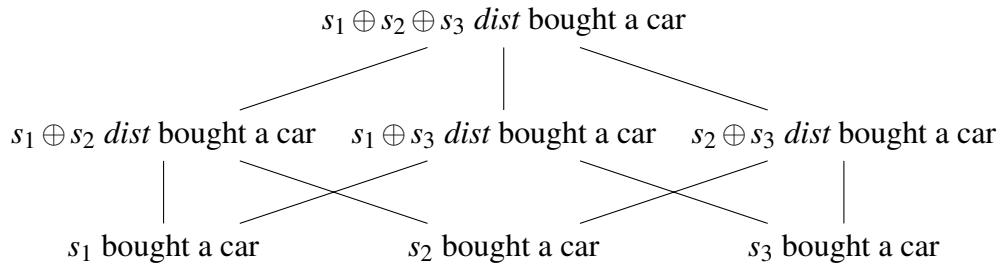 s₁ ⊕ s₂ ⊕ s₃ dist bought a car
s₁ ⊕ s₂ dist bought a car s₁ ⊕ s₃ dist bought a car s₂ ⊕ s₃ dist bought a car
s₁ bought a car s₂ bought a car s₃ bought a car